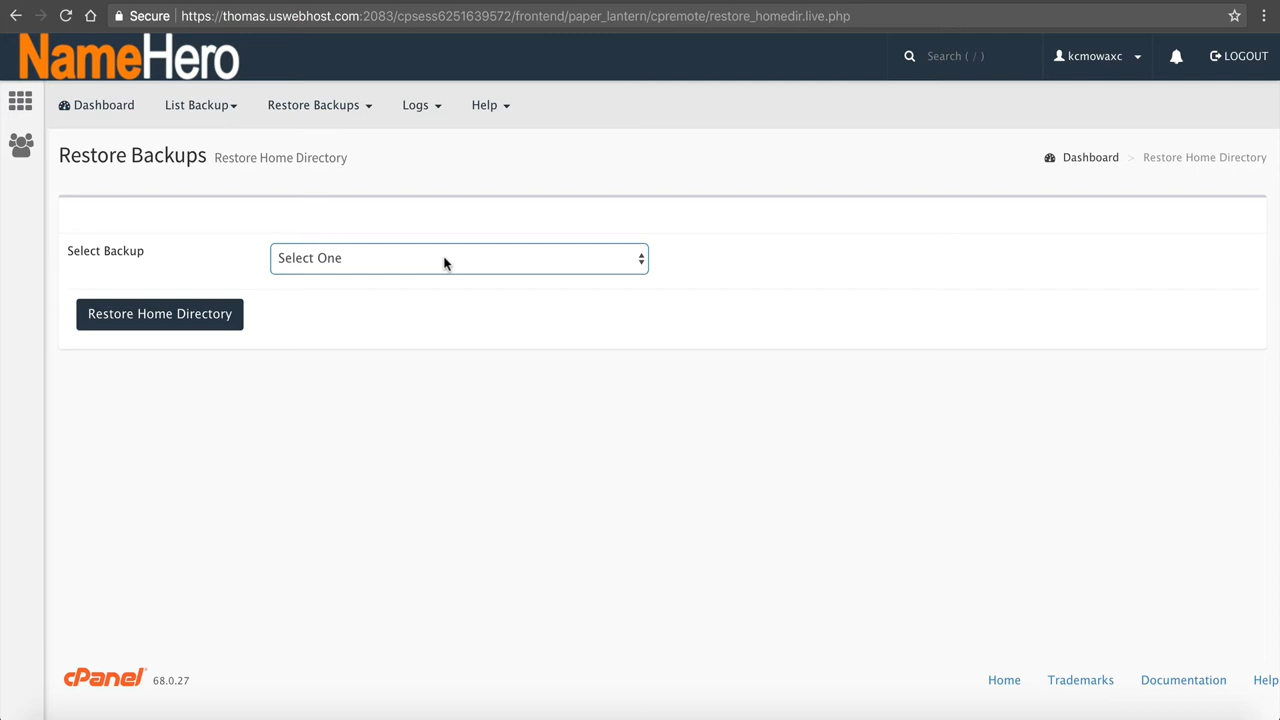 Secure https://thomas.uswebhost.com:2083/cpsess6251639572/frontend/paper_lantern/cpremote/restore_homedir.live.php
NameHero Search ( / ) kcmowaxc LOGOUT
Dashboard List Backup Restore Backups Logs Help
Restore Backups Restore Home Directory Dashboard > Restore Home Directory
Select Backup Select One
Restore Home Directory
cPanel 68.0.27 Home Trademarks Documentation Help